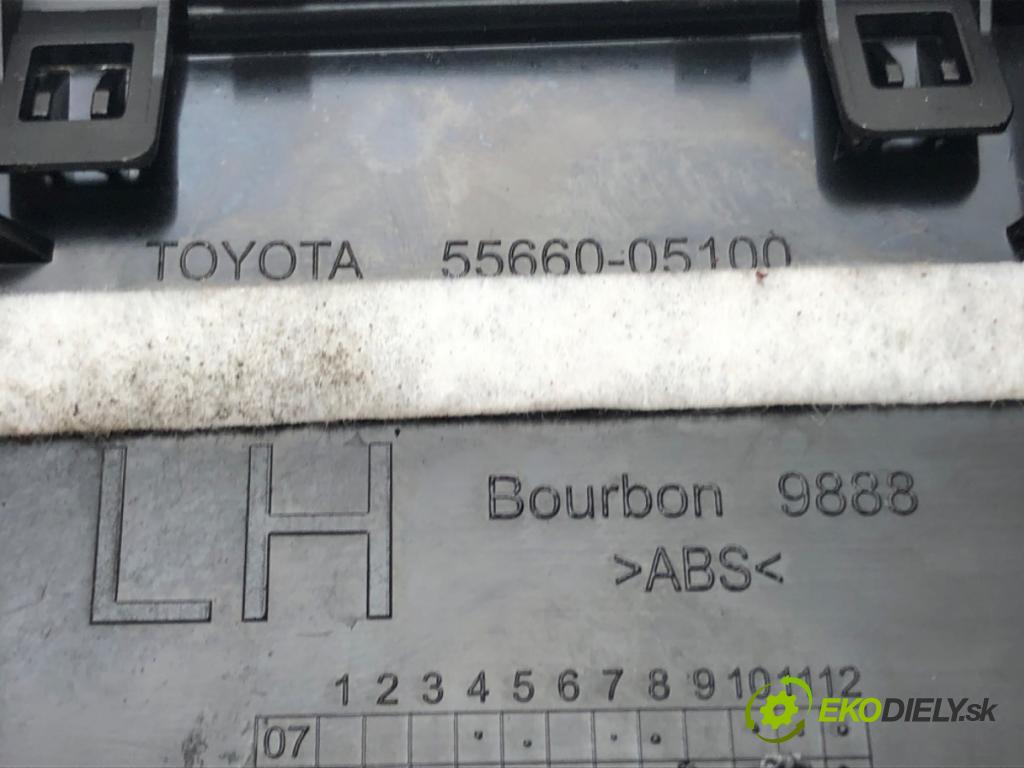 TOYOTA 55660-05100
LH
Bourbon 9888
>ABS<
1 2 3 4 5 6 7 8 9 10 11 12
07
EKODIELY.sk